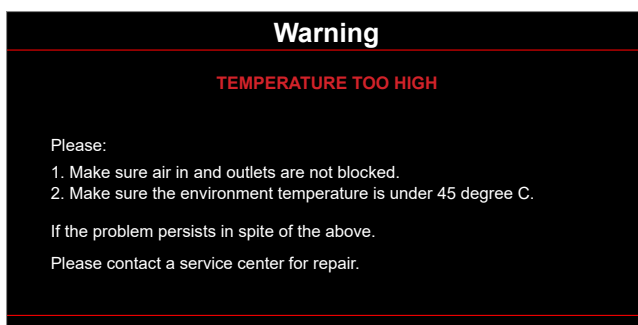 Warning
TEMPERATURE TOO HIGH
Please:
1. Make sure air in and outlets are not blocked.
2. Make sure the environment temperature is under 45 degree C.
If the problem persists in spite of the above.
Please contact a service center for repair.